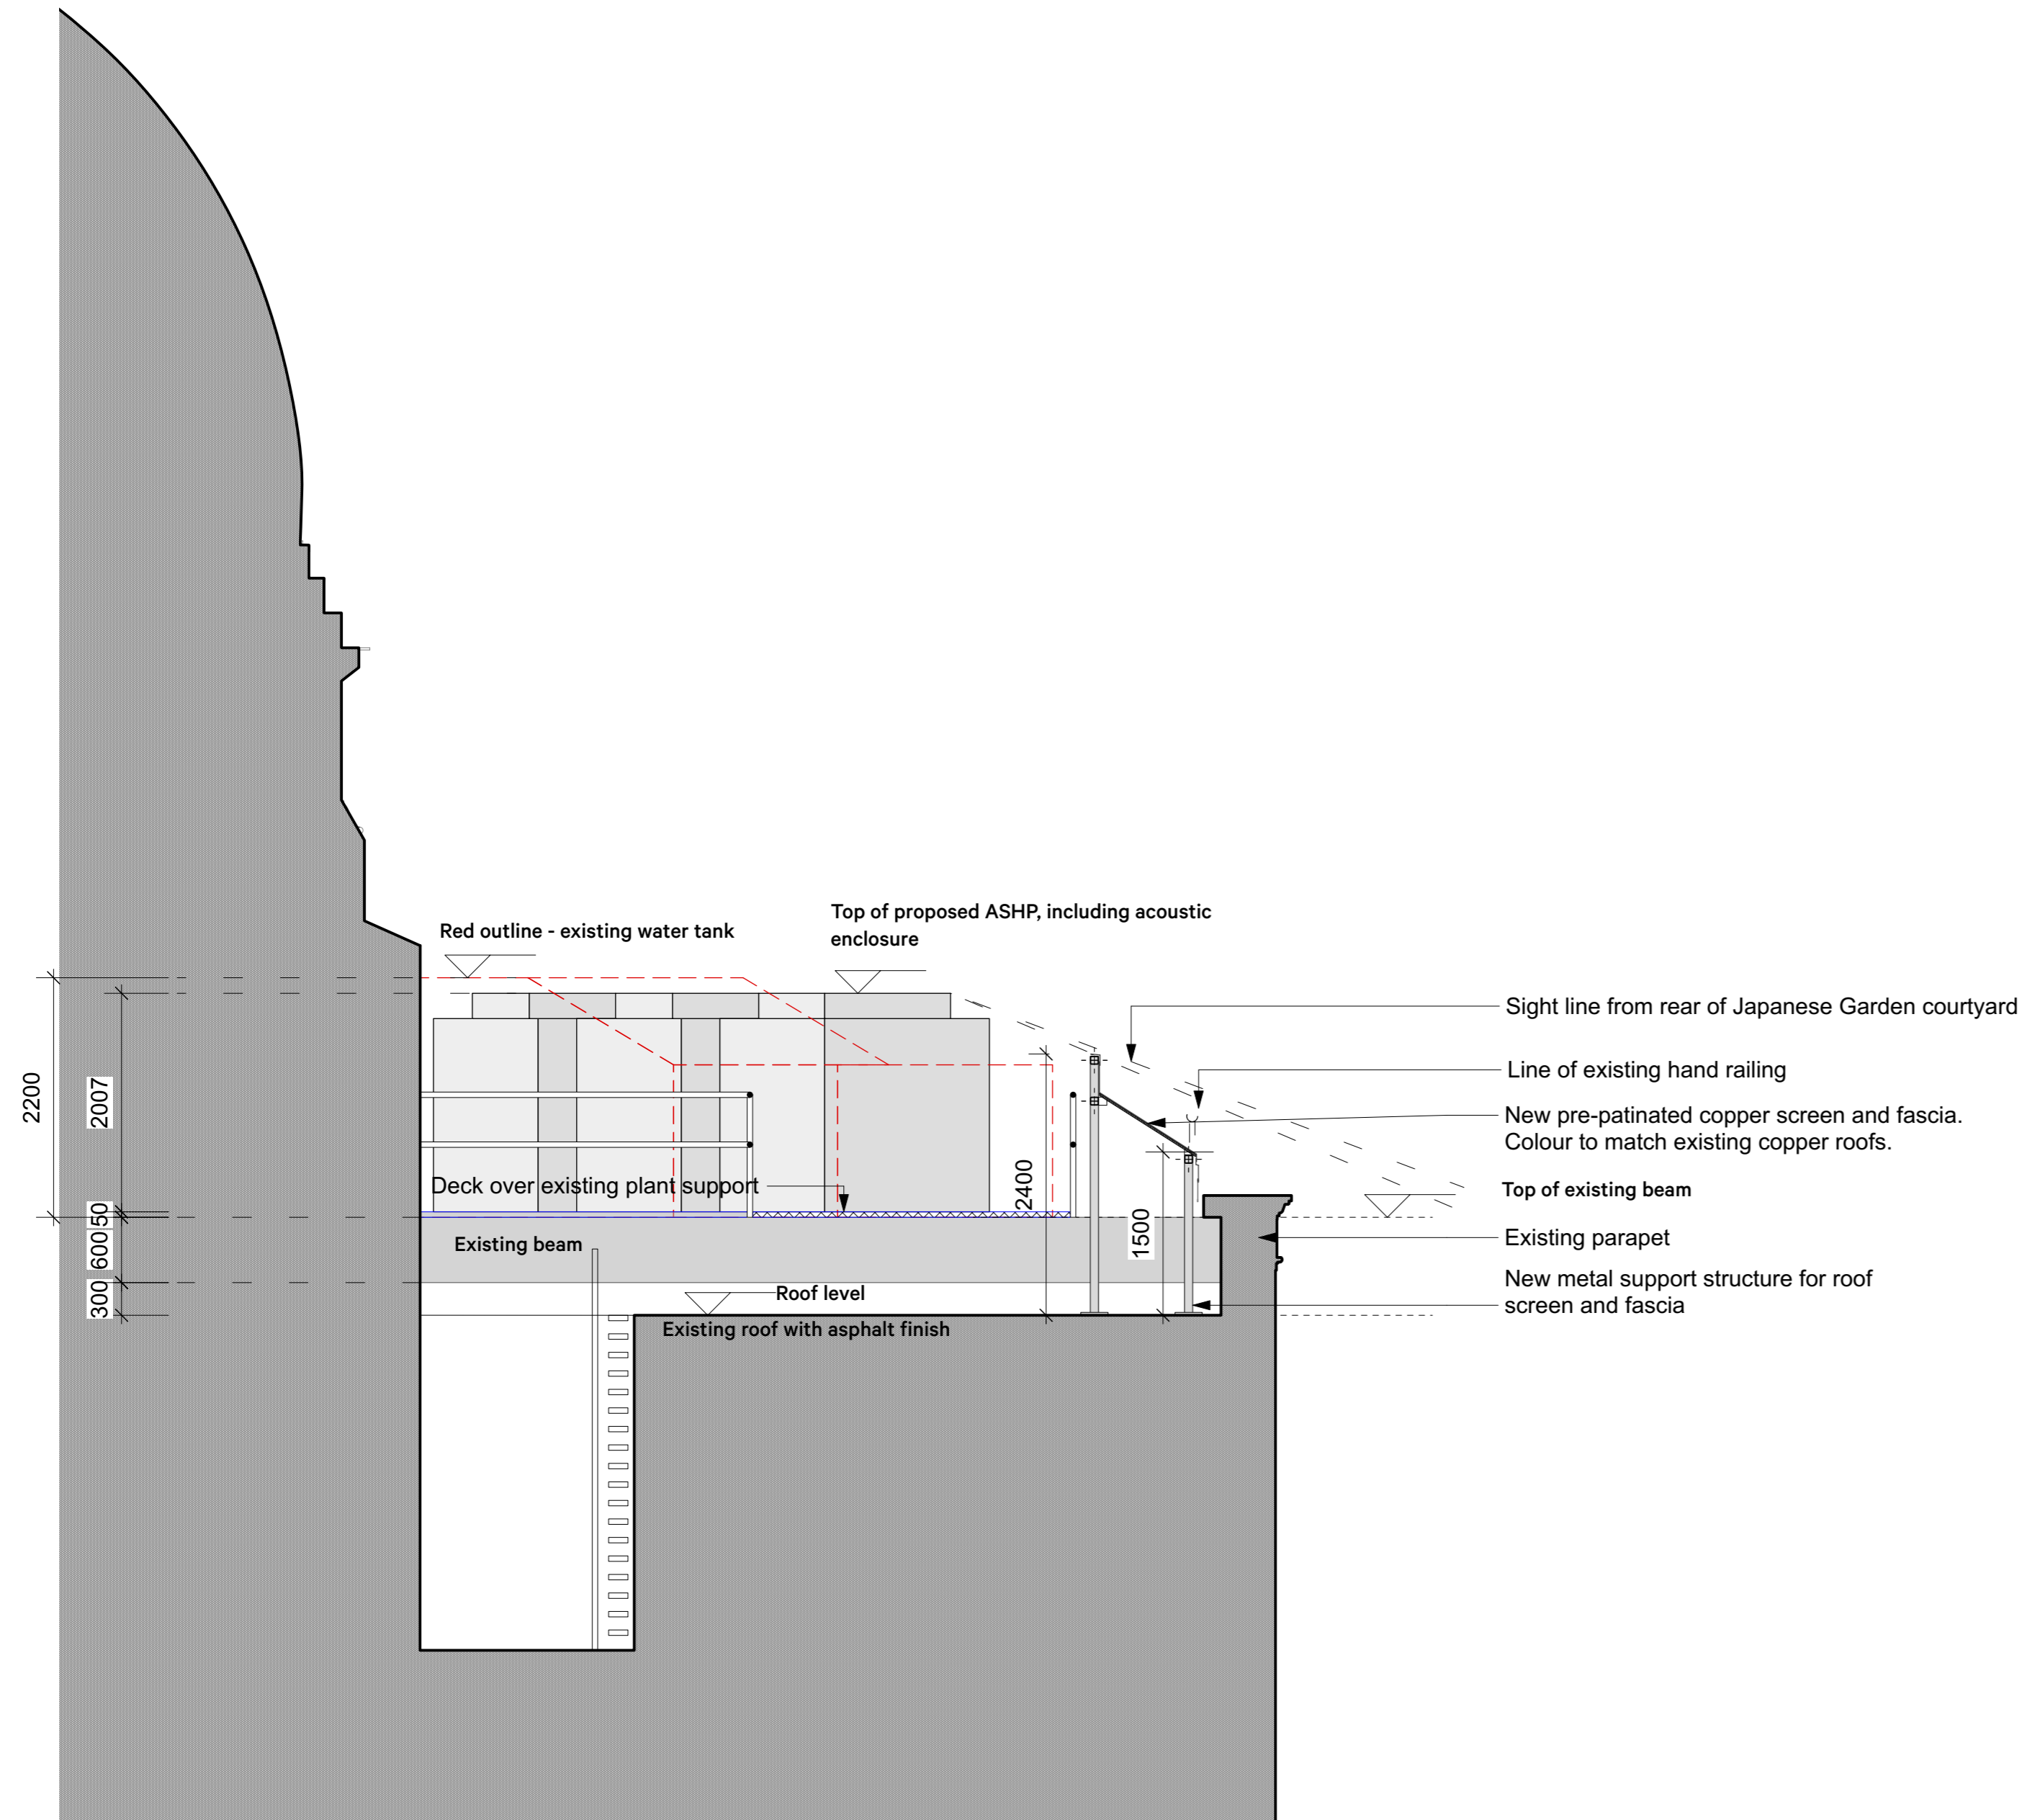 Top of proposed ASHP, including acoustic
enclosure
Red outline - existing water tank
Sight line from rear of Japanese Garden courtyard
Line of existing hand railing
New pre-patinated copper screen and fascia.
Colour to match existing copper roofs.
Top of existing beam
Existing parapet
New metal support structure for roof
screen and fascia
Deck over existing plant support
Existing beam
Roof level
Existing roof with asphalt finish
2200
2007
50
600
300
2400
1500